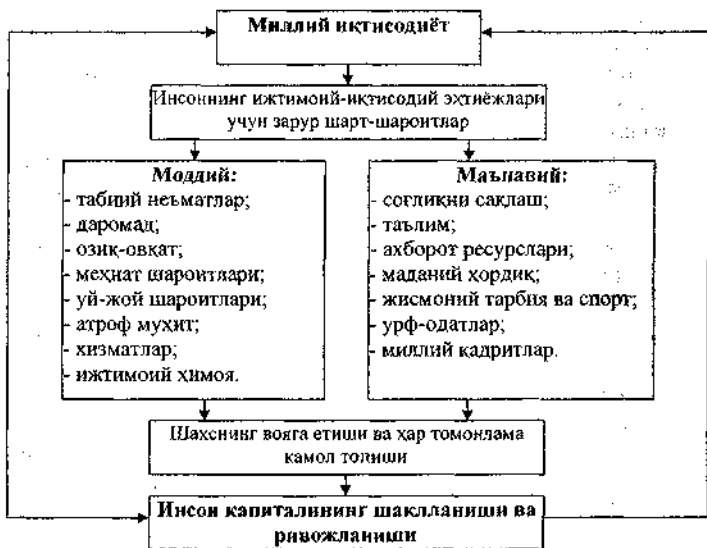 Миллий иқтисодиёт
Инсоннинг ижтимоий-иқтисодий эҳтиёжлари
учун зарур шарт-шароитлар
Моддий:
- табиий неъматлар;
- даромад;
- озиқ-овқат;
- меҳнат шароитлари;
- уй-жой шароитлари;
- атроф муҳит;
- хизматлар;
- ижтимоий ҳимоя.
Маънавий:
- соғлиқни сақлаш;
- таълим;
- ахборот ресурслари;
- маданий ҳордиқ;
- жисмоний тарбия ва спорт;
- урф-одатлар;
- миллий қадритлар.
Шахснинг вояга етиши ва ҳар томонлама
камол топиши
Инсон капиталининг шаклланиши ва
ривожланиши